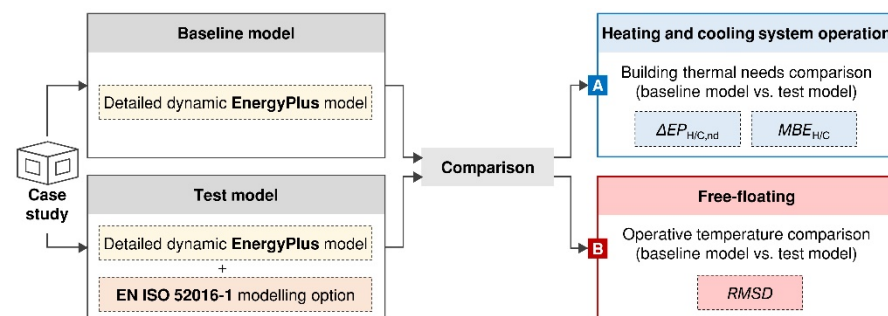 Baseline model
Detailed dynamic EnergyPlus model
Case
study
Test model
Detailed dynamic EnergyPlus model
+
EN ISO 52016-1 modelling option
Comparison
Heating and cooling system operation
A
Building thermal needs comparison
(baseline model vs. test model)
ΔEP_H/C,nd
MBE_H/C
Free-floating
B
Operative temperature comparison
(baseline model vs. test model)
RMSD